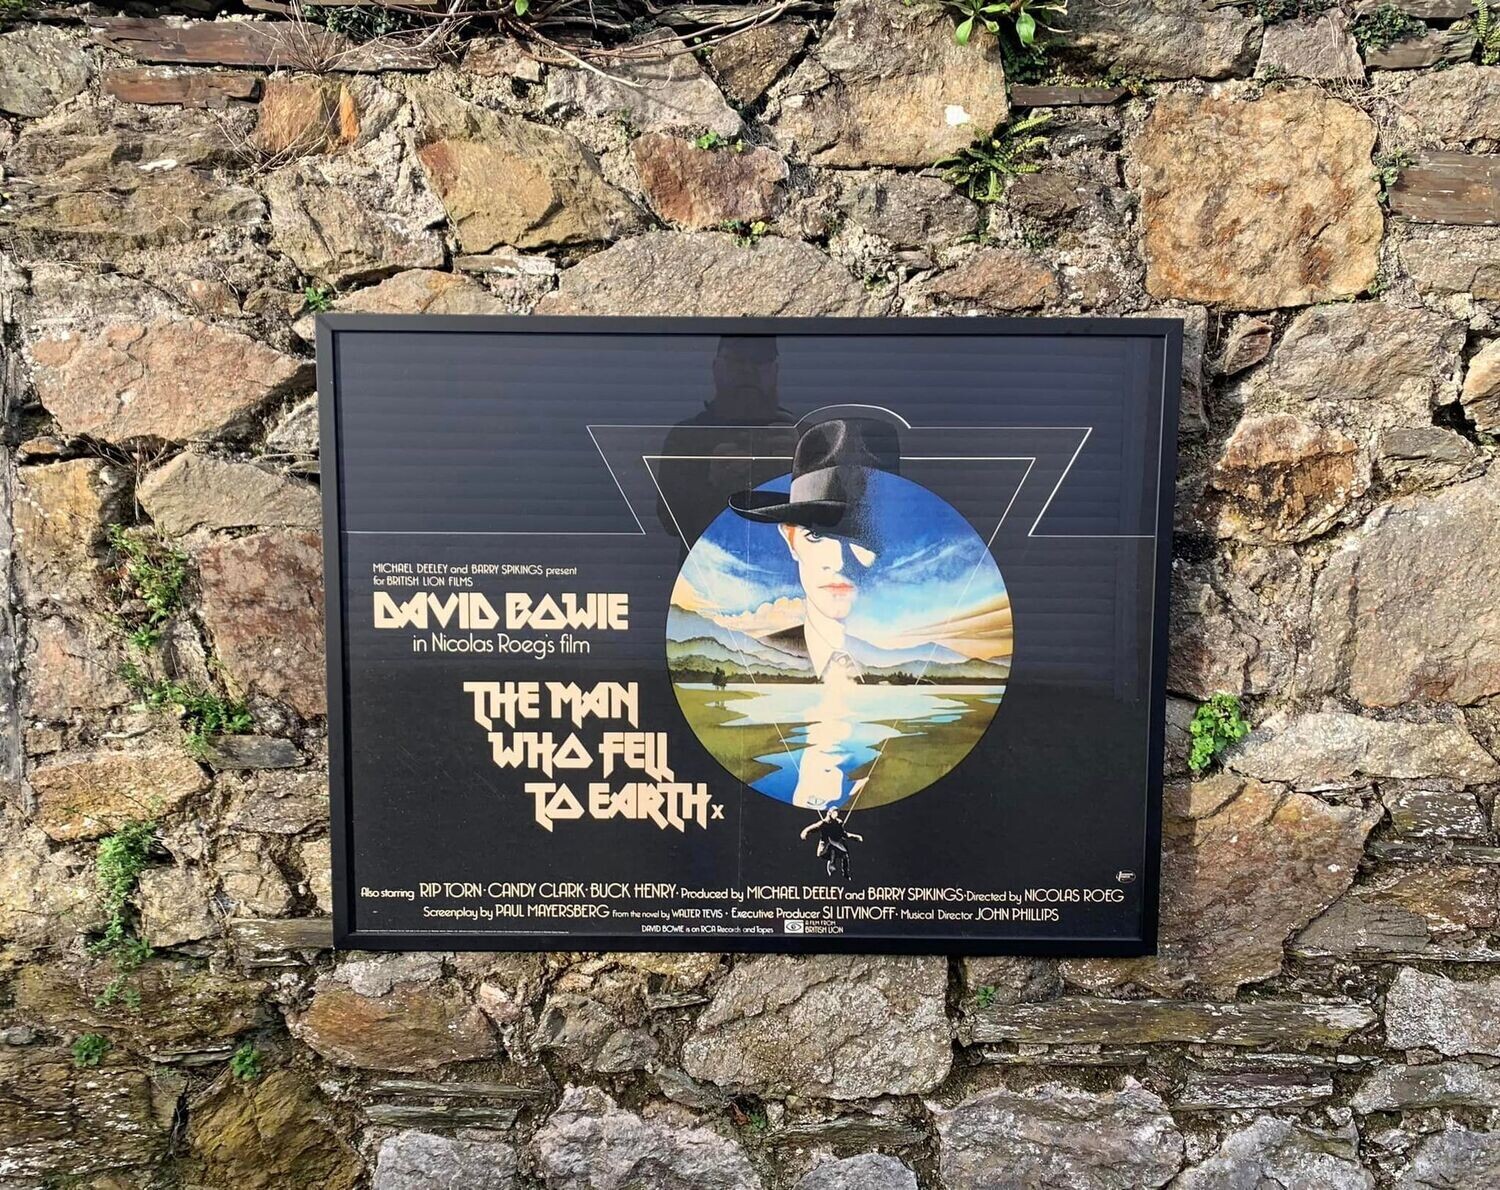 MICHAEL DEELEY and BARRY SPIKINGS present
for BRITISH LION FILMS
DAVID BOWIE
in Nicolas Roeg's film
THE MAN
WHO FELL
TO EARTH x
Also starring RIP TORN · CANDY CLARK · BUCK HENRY · Produced by MICHAEL DEELEY and BARRY SPIKINGS · Directed by NICOLAS ROEG
Screenplay by PAUL MAYERSBERG From the novel by WALTER TEVIS · Executive Producer SI LITVINOFF · Musical Director JOHN PHILLIPS
DAVID BOWIE is on RCA Records and Tapes
A FILM FROM
BRITISH LION